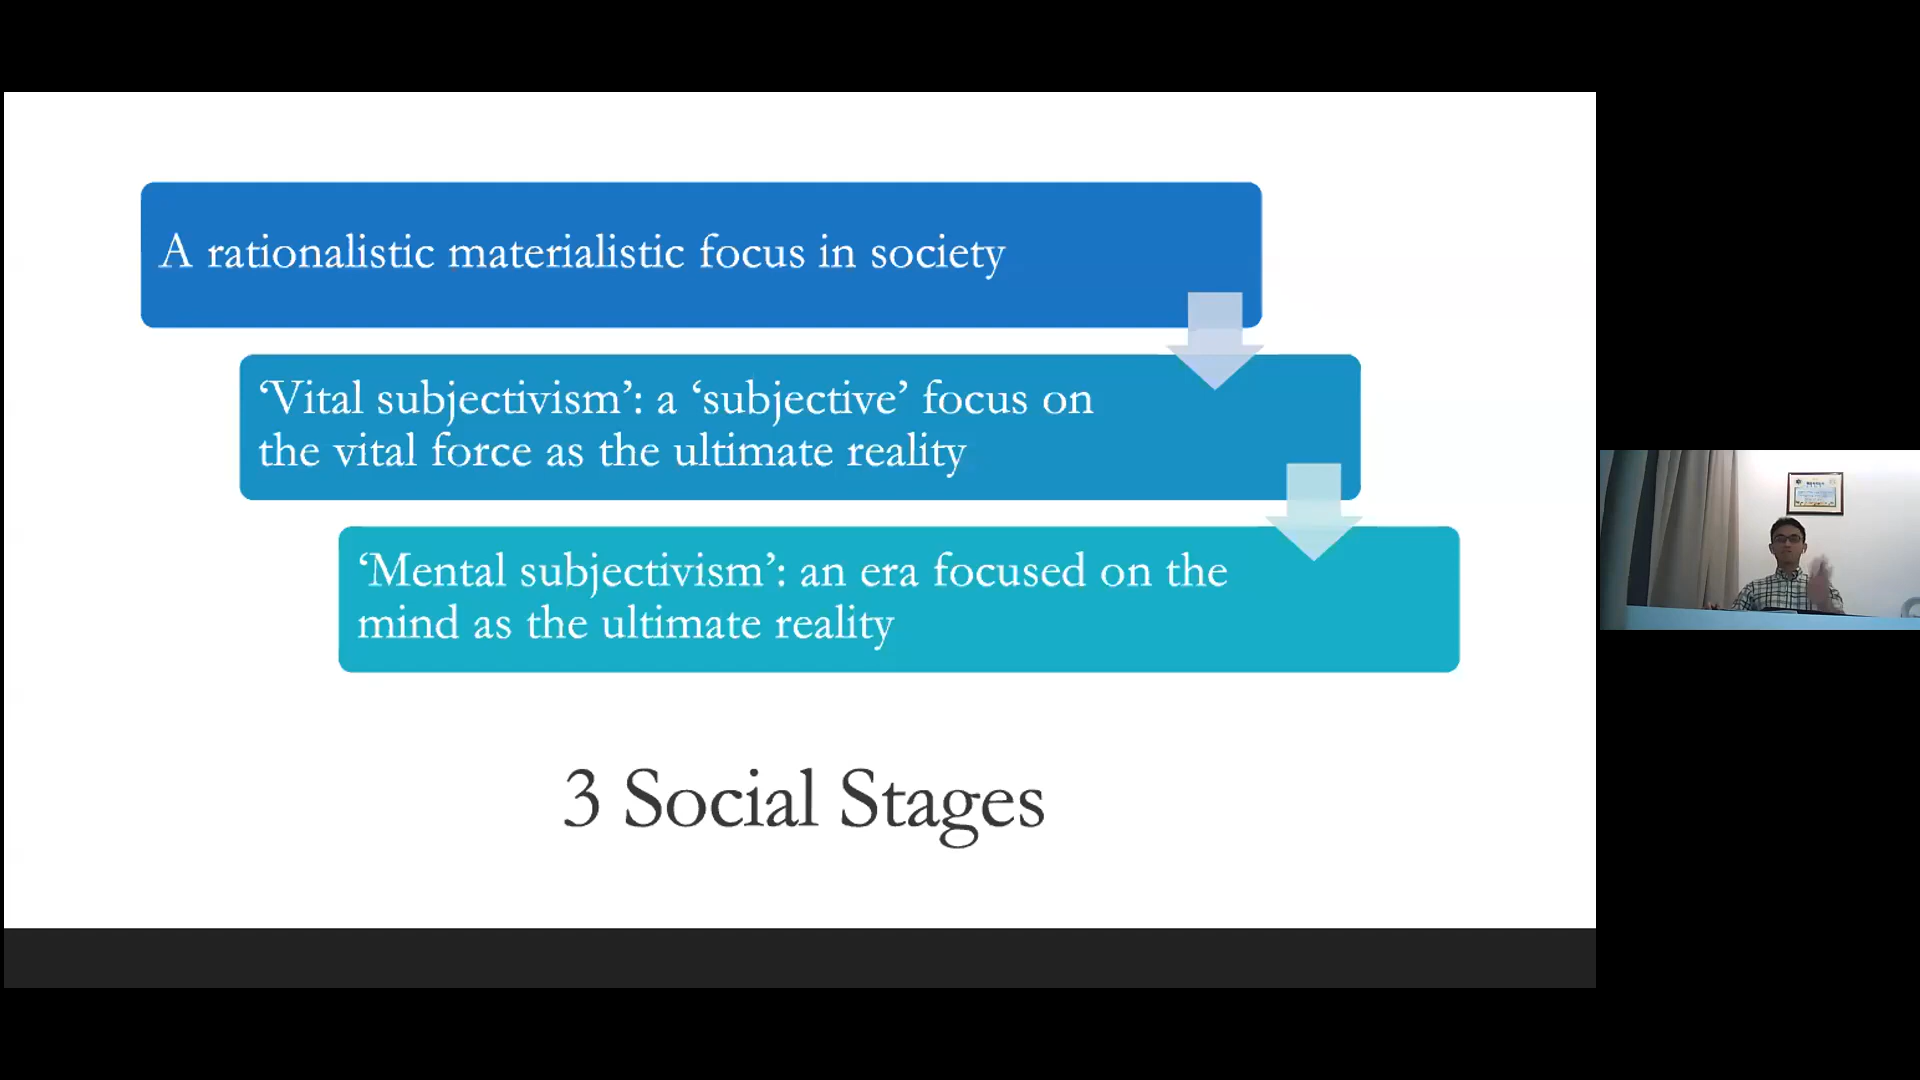 A rationalistic materialistic focus in society
‘Vital subjectivism’: a ‘subjective’ focus on
the vital force as the ultimate reality
‘Mental subjectivism’: an era focused on the
mind as the ultimate reality
3 Social Stages